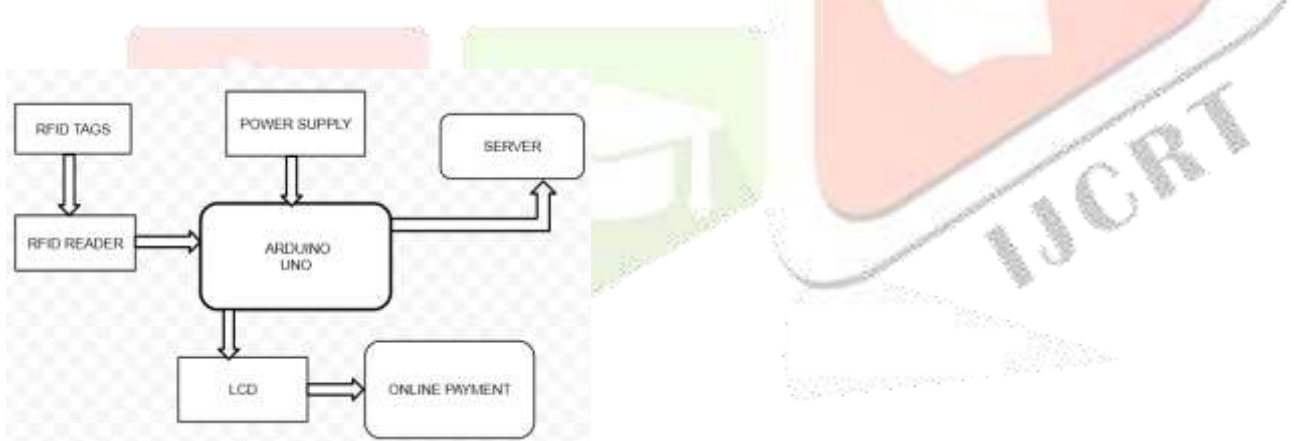 RFID TAGS
POWER SUPPLY
SERVER
RFID READER
ARDUINO
UNO
LCD
ONLINE PAYMENT
IJCRT